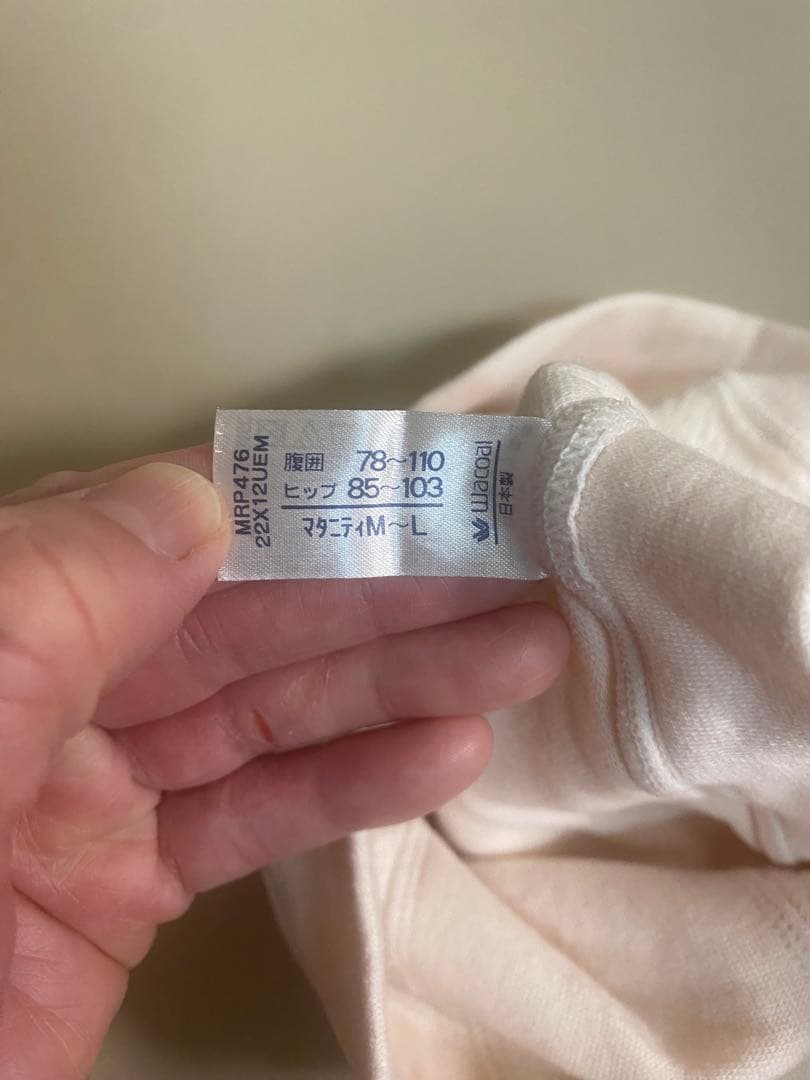 MRP476
22X12UEM
腹囲 78~110
ヒップ 85~103
マタニティM~L
Wacoal
日本製